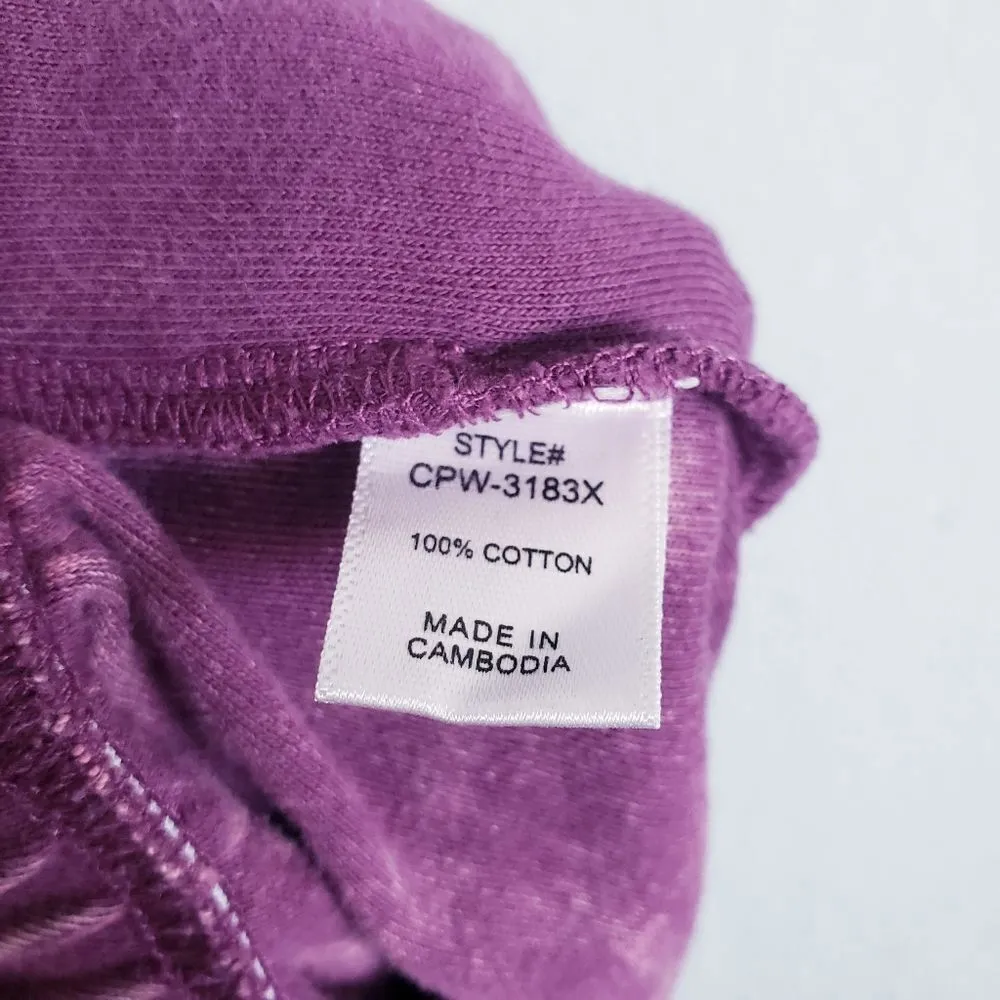 STYLE#
CPW-3183X
100% COTTON
MADE IN
CAMBODIA